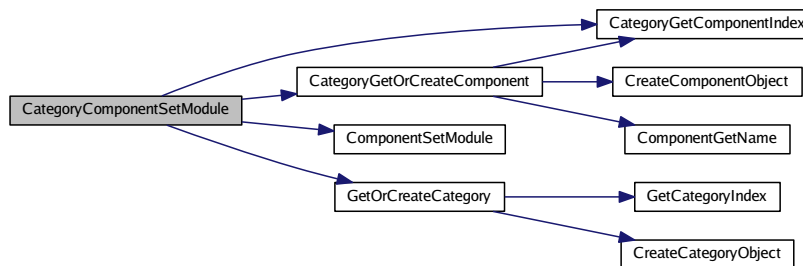 CategoryComponentSetModule
CategoryGetComponentIndex
CategoryGetOrCreateComponent
CreateComponentObject
ComponentSetModule
ComponentGetName
GetOrCreateCategory
GetCategoryIndex
CreateCategoryObject